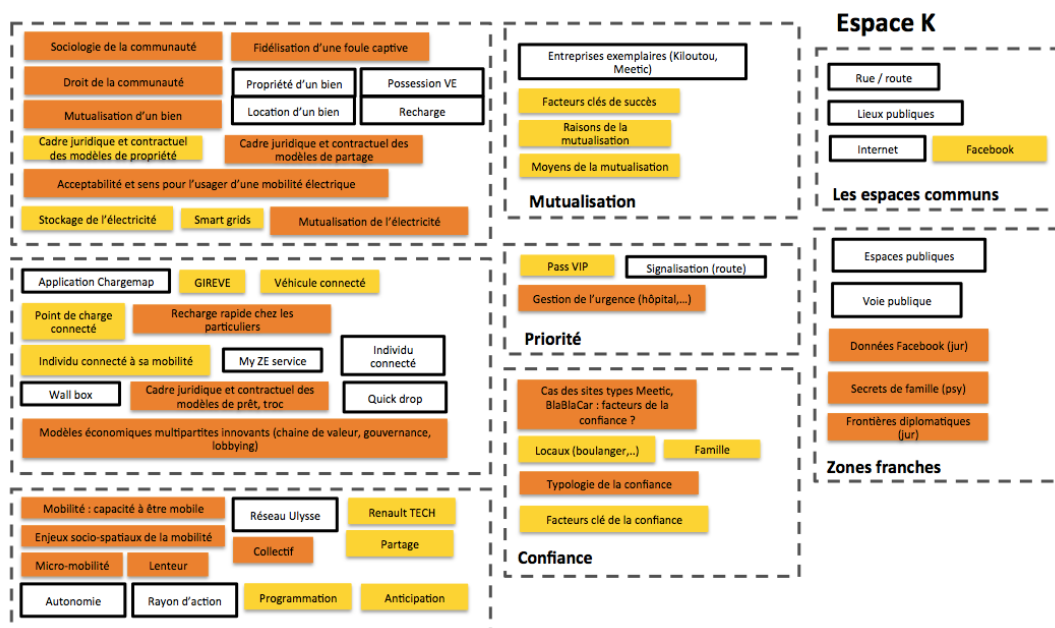 Espace K
Sociologie de la communauté
Fidélisation d'une foule captive
Droit de la communauté
Propriété d'un bien
Possession VE
Mutualisation d'un bien
Location d'un bien
Recharge
Cadre juridique et contractuel
des modèles de propriété
Cadre juridique et contractuel des
modèles de partage
Acceptabilité et sens pour l'usager d'une mobilité électrique
Stockage de l'électricité
Smart grids
Mutualisation de l'électricité
Application Chargemap
GIREVE
Véhicule connecté
Point de charge
connecté
Recharge rapide chez les
particuliers
Individu connecté à sa mobilité
My ZE service
Individu
connecté
Wall box
Cadre juridique et contractuel des
modèles de prêt, troc
Quick drop
Modèles économiques multipartites innovants (chaine de valeur, gouvernance,
lobbying)
Mobilité : capacité à être mobile
Réseau Ulysse
Renault TECH
Enjeux socio-spatiaux de la mobilité
Collectif
Partage
Micro-mobilité
Lenteur
Autonomie
Rayon d'action
Programmation
Anticipation
Entreprises exemplaires (Kiloutou,
Meetic)
Facteurs clés de succès
Raisons de la
mutualisation
Moyens de la mutualisation
Mutualisation
Pass VIP
Signalisation (route)
Gestion de l'urgence (hôpital,...)
Priorité
Cas des sites types Meetic,
BlaBlaCar : facteurs de la
confiance ?
Locaux (boulanger,..)
Famille
Typologie de la confiance
Facteurs clé de la confiance
Confiance
Rue / route
Lieux publiques
Internet
Facebook
Les espaces communs
Espaces publiques
Voie publique
Données Facebook (jur)
Secrets de famille (psy)
Frontières diplomatiques
(jur)
Zones franches